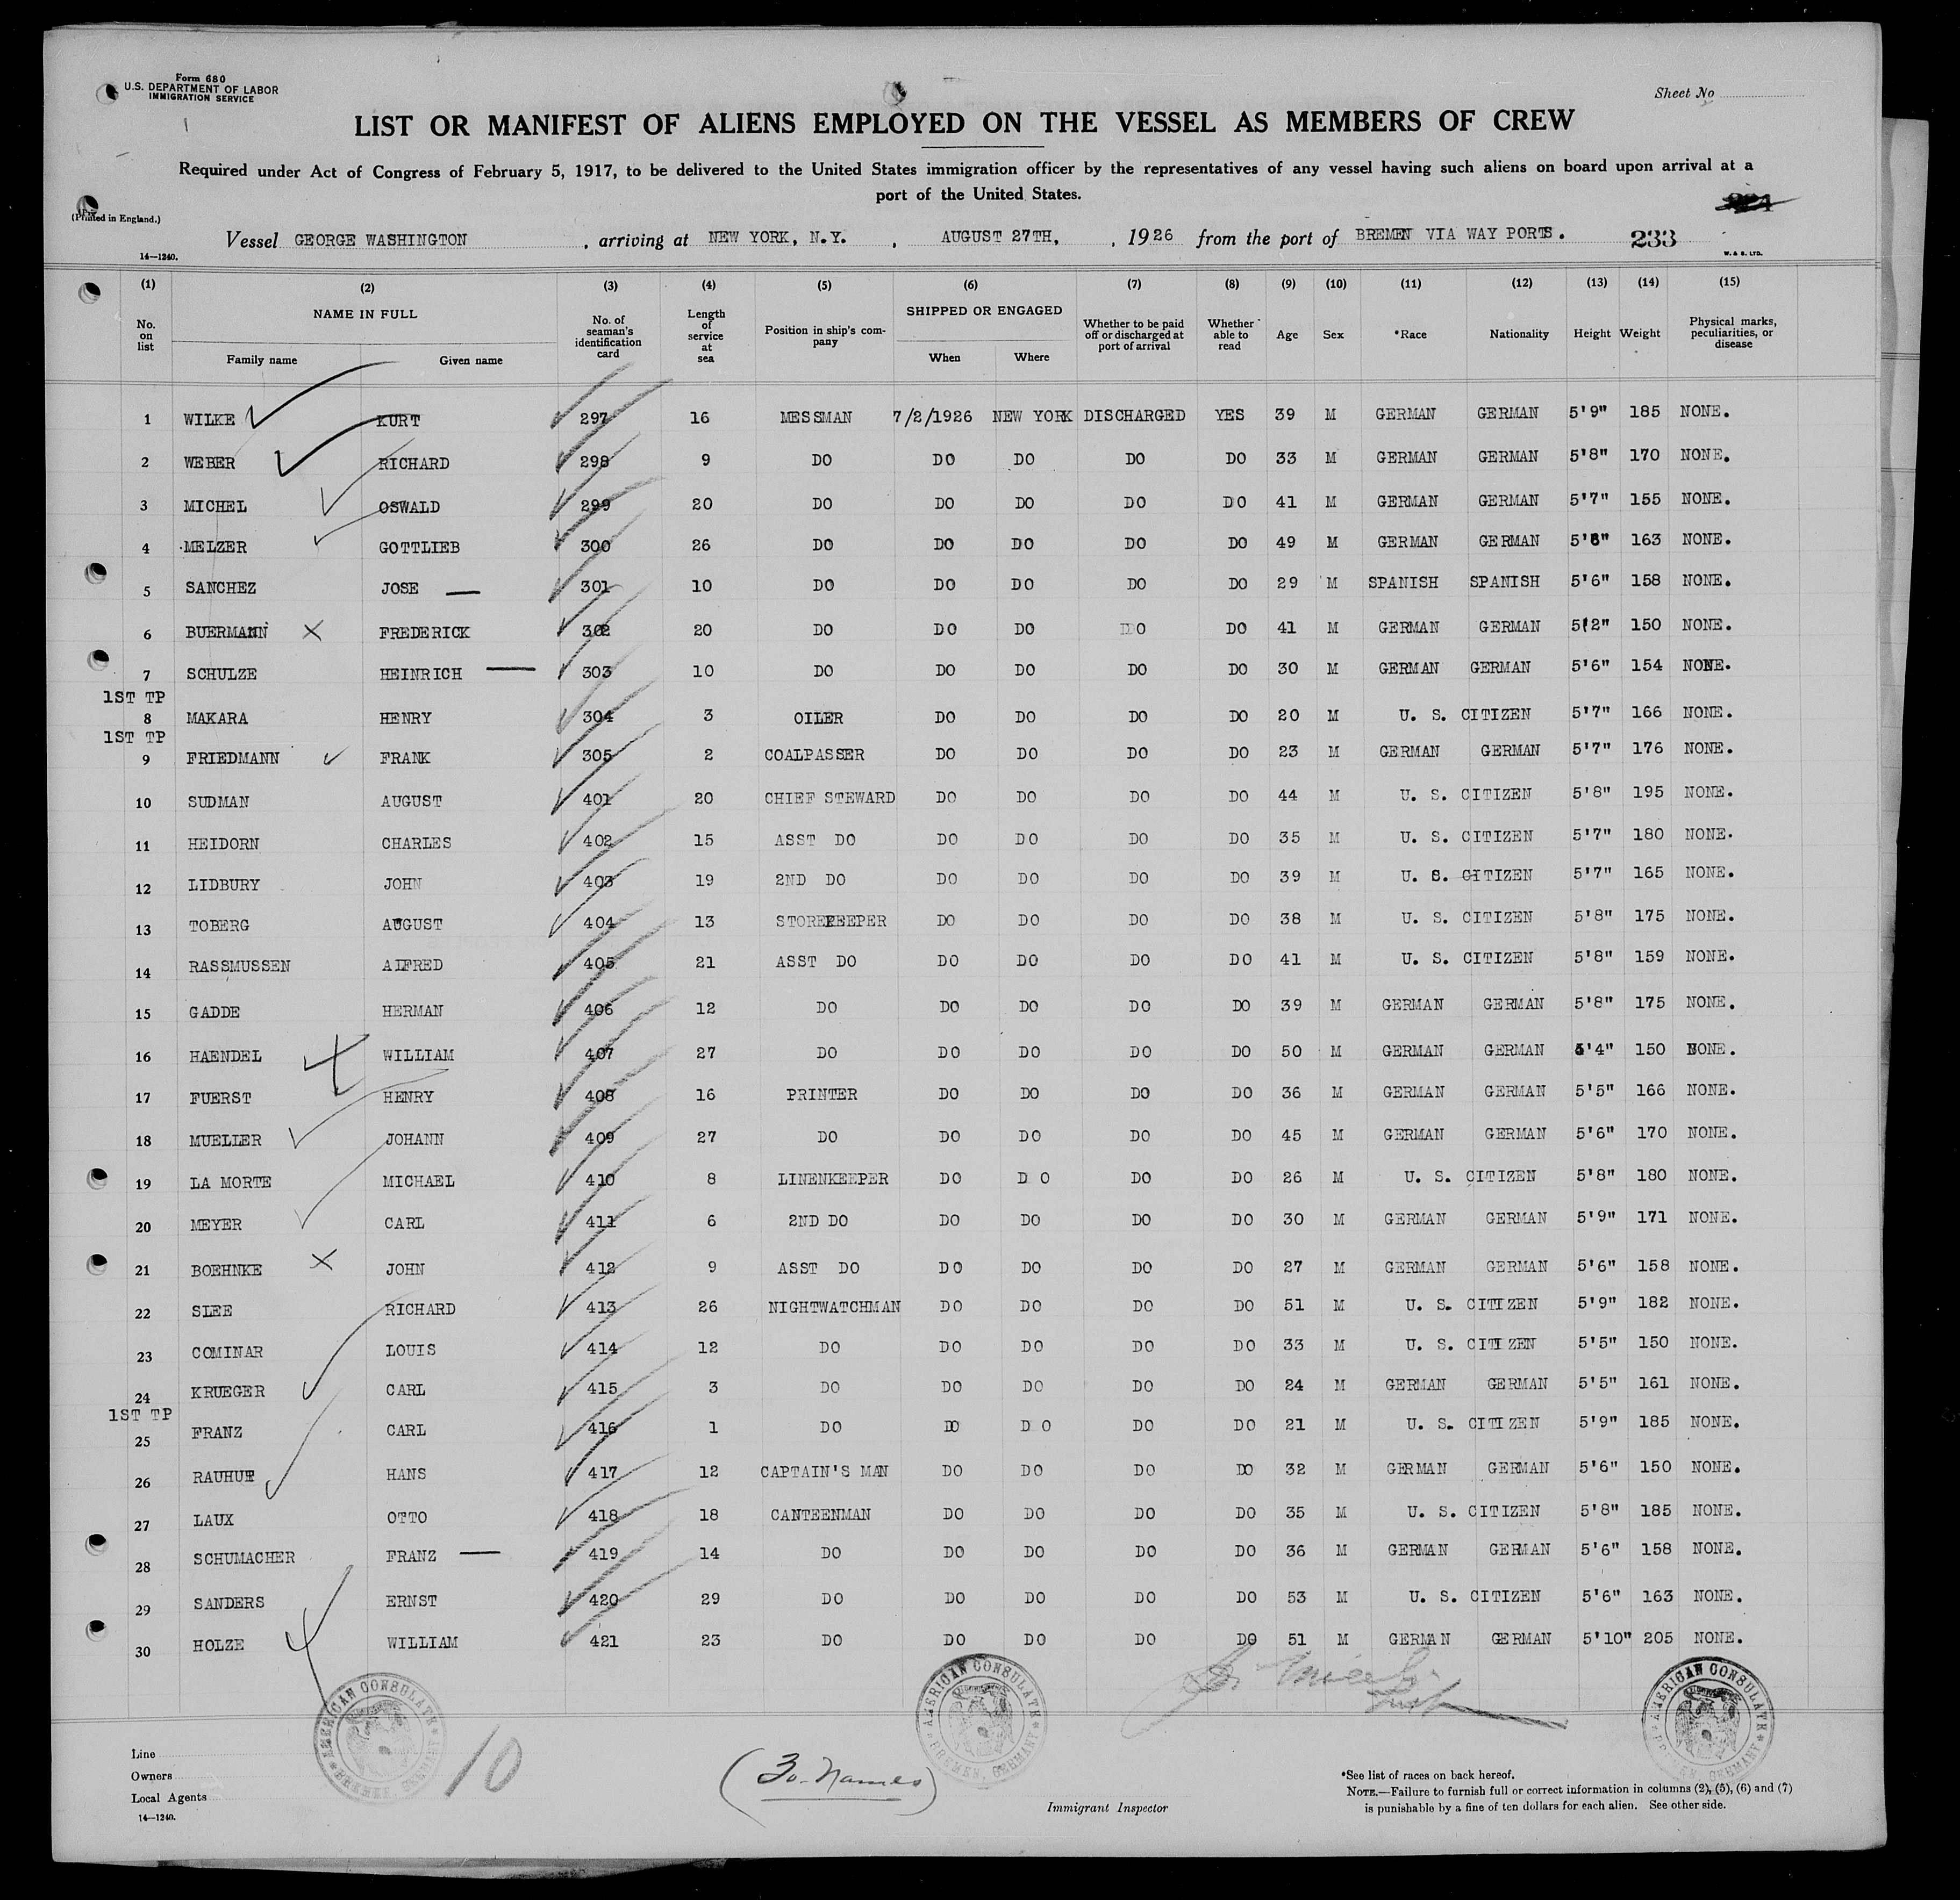 Form 680
U.S. DEPARTMENT OF LABOR
IMMIGRATION SERVICE
Sheet No
LIST OR MANIFEST OF ALIENS EMPLOYED ON THE VESSEL AS MEMBERS OF CREW
Required under Act of Congress of February 5, 1917, to be delivered to the United States immigration officer by the representatives of any vessel having such aliens on board upon arrival at a
port of the United States.
(Printed in England.)
Vessel GEORGE WASHINGTON, arriving at NEW YORK, N.Y., AUGUST 27TH, , 1926 from the port of BREMEN VIA WAY PORTS. 233
14—1240. W. & S. LTD.
(1) (2) (3) (4) (5) (6) (7) (8) (9) (10) (11) (12) (13) (14) (15)
No. on list NAME IN FULL Family name Given name No. of seaman's identification card Length of service at sea Position in ship's company SHIPPED OR ENGAGED When Where Whether to be paid off or discharged at port of arrival Whether able to read Age Sex *Race Nationality Height Weight Physical marks, peculiarities, or disease
1 WILKE KURT 297 16 MESSMAN 7/2/1926 NEW YORK DISCHARGED YES 39 M GERMAN GERMAN 5'9" 185 NONE.
2 WEBER RICHARD 298 9 DO DO DO DO DO 33 M GERMAN GERMAN 5'8" 170 NONE.
3 MICHEL OSWALD 299 20 DO DO DO DO DO 41 M GERMAN GERMAN 5'7" 155 NONE.
4 MELZER GOTTLIEB 300 26 DO DO DO DO DO 49 M GERMAN GERMAN 163 NONE.
5 SANCHEZ JOSE — 301 10 DO DO DO DO DO 29 M SPANISH SPANISH 5'6" 158 NONE.
6 BUERMANN X FREDERICK 302 20 DO DO DO DO DO 41 M GERMAN GERMAN 5'2" 150 NONE.
7 SCHULZE HEINRICH — 303 10 DO DO DO DO DO 30 M GERMAN GERMAN 5'6" 154 NONE.
1ST TP
8 MAKARA HENRY 304 3 OILER DO DO DO DO 20 M U. S. CITIZEN 5'7" 166 NONE.
1ST TP
9 FRIEDMANN FRANK 305 2 COALPASSER DO DO DO DO 23 M GERMAN GERMAN 5'7" 176 NONE.
10 SUDMAN AUGUST 401 20 CHIEF STEWARD DO DO DO DO 44 M U. S. CITIZEN 5'8" 195 NONE.
11 HEIDORN CHARLES 402 15 ASST DO DO DO DO DO 35 M U. S. CITIZEN 5'7" 180 NONE.
12 LIDBURY JOHN 403 19 2ND DO DO DO DO DO 39 M U. S. CITIZEN 5'7" 165 NONE.
13 TOBERG AUGUST 404 13 STOREKEEPER DO DO DO DO 38 M U. S. CITIZEN 5'8" 175 NONE.
14 RASSMUSSEN ALFRED 405 21 ASST DO DO DO DO DO 41 M U. S. CITIZEN 5'8" 159 NONE.
15 GADDE HERMAN 406 12 DO DO DO DO DO 39 M GERMAN GERMAN 5'8" 175 NONE.
16 HAENDEL WILLIAM 407 27 DO DO DO DO DO 50 M GERMAN GERMAN 5'4" 150 NONE.
17 FUERST HENRY 408 16 PRINTER DO DO DO DO 36 M GERMAN GERMAN 5'5" 166 NONE.
18 MUELLER JOHANN 409 27 DO DO DO DO DO 45 M GERMAN GERMAN 5'6" 170 NONE.
19 LA MORTE MICHAEL 410 8 LINENKEEPER DO DO DO DO 26 M U. S. CITIZEN 5'8" 180 NONE.
20 MEYER CARL 411 6 2ND DO DO DO DO DO 30 M GERMAN GERMAN 5'9" 171 NONE.
21 BOEHNKE X JOHN 412 9 ASST DO DO DO DO DO 27 M GERMAN GERMAN 5'6" 158 NONE.
22 SLEE RICHARD 413 26 NIGHTWATCHMAN DO DO DO DO 51 M U. S. CITIZEN 5'9" 182 NONE.
23 COMINAR LOUIS 414 12 DO DO DO DO DO 33 M U. S. CITIZEN 5'5" 150 NONE.
24 KRUEGER CARL 415 3 DO DO DO DO DO 24 M GERMAN GERMAN 5'5" 161 NONE.
1ST TP
25 FRANZ CARL 416 1 DO DO DO DO DO 21 M U. S. CITIZEN 5'9" 185 NONE.
26 RAUHUT HANS 417 12 CAPTAIN'S MAN DO DO DO DO 32 M GERMAN GERMAN 5'6" 150 NONE.
27 LAUX OTTO 418 18 CANTEENMAN DO DO DO DO 35 M U. S. CITIZEN 5'8" 185 NONE.
28 SCHUMACHER FRANZ — 419 14 DO DO DO DO DO 36 M GERMAN GERMAN 5'6" 158 NONE.
29 SANDERS ERNST 420 29 DO DO DO DO DO 53 M U. S. CITIZEN 5'6" 163 NONE.
30 HOLZE WILLIAM 421 23 DO DO DO DO DO 51 M GERMAN GERMAN 5'10" 205 NONE.
AMERICAN CONSULATE BREMEN, GERMANY
AMERICAN CONSULATE BREMEN, GERMANY
AMERICAN CONSULATE BREMEN, GERMANY
Line
Owners
Local Agents
14—1240.
10
(30 Names)
Immigrant Inspector
*See list of races on back hereof.
NOTE.—Failure to furnish full or correct information in columns (2), (5), (6) and (7)
is punishable by a fine of ten dollars for each alien. See other side.